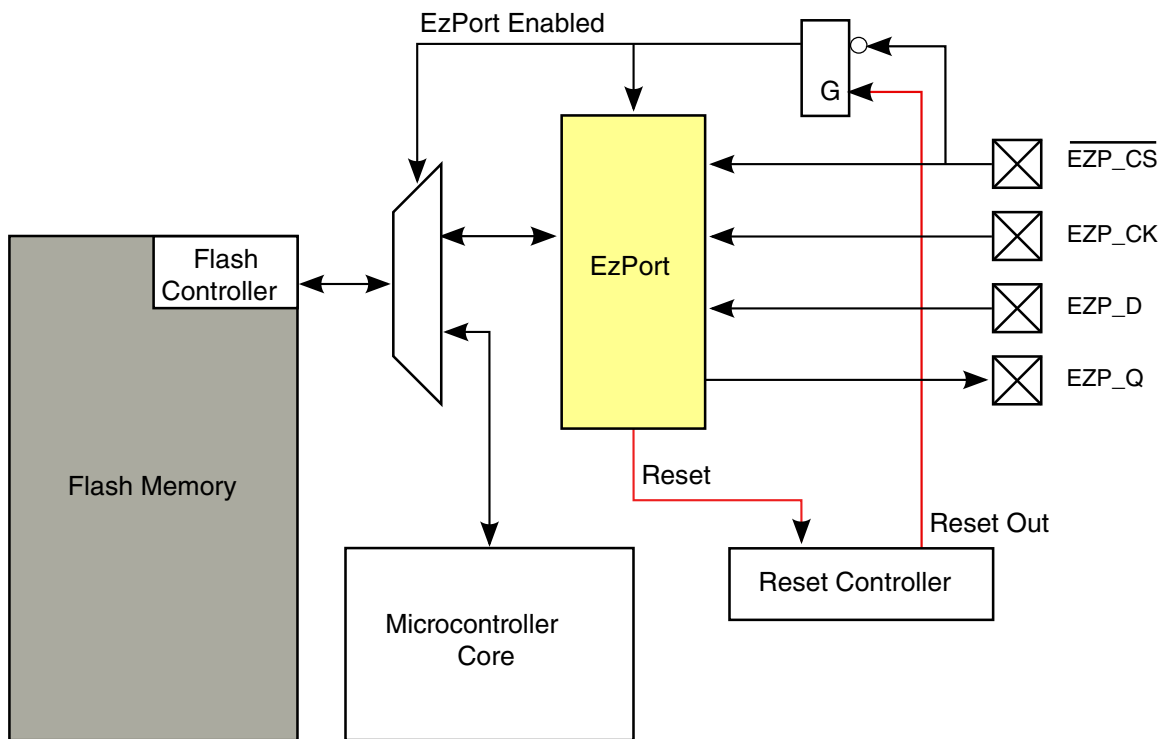 EzPort Enabled
G
EZP_CS
EZP_CK
EZP_D
EZP_Q
Flash
Controller
EzPort
Flash Memory
Reset
Reset Out
Microcontroller
Core
Reset Controller